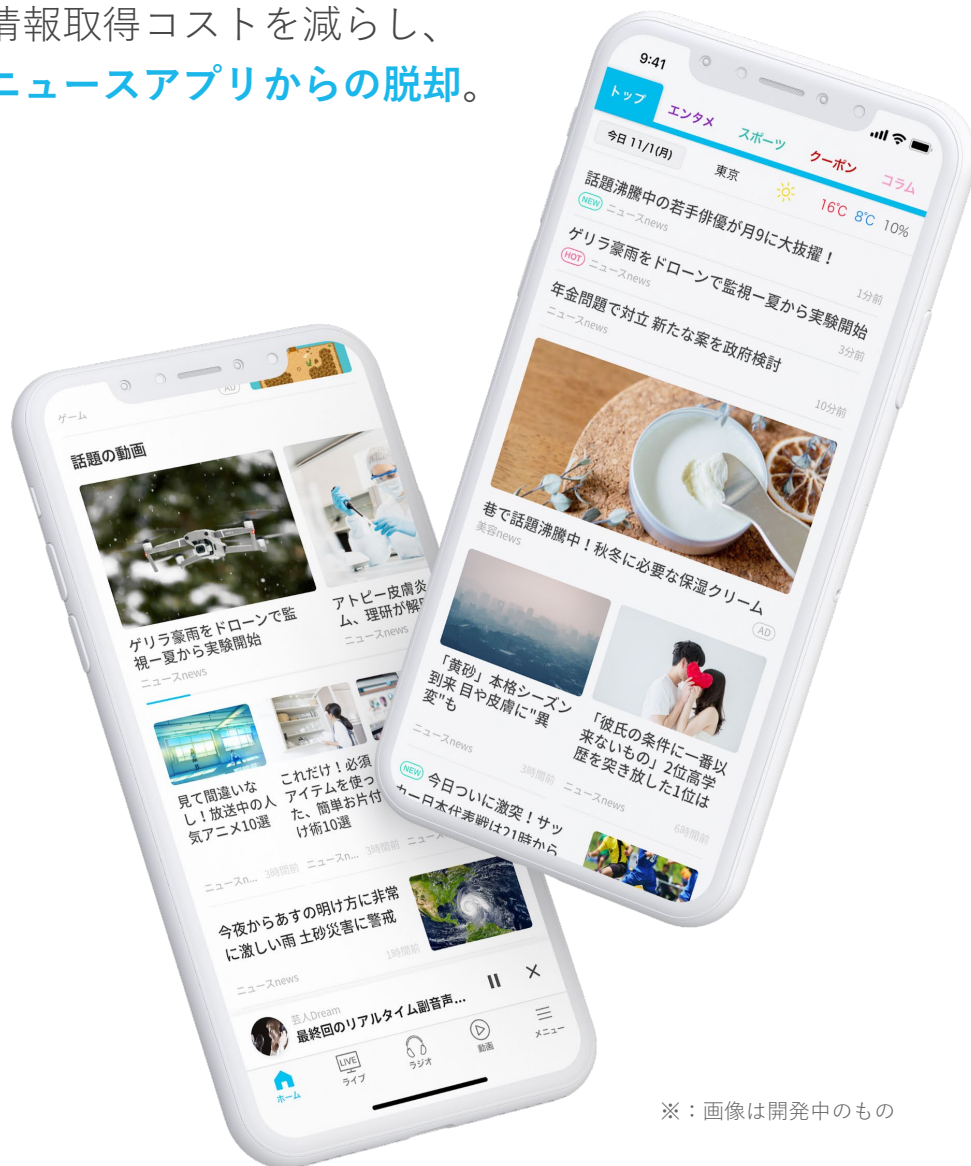 情報取得コストを減らし、
ニュースアプリからの脱却。
9:41
トップ
エンタメ
スポーツ
クーポン
コラム
今日 11/1(月)
東京
16℃ 8℃ 10%
話題沸騰中の若手俳優が月9に大抜擢！
NEW ニュースnews
1分前
ゲリラ豪雨をドローンで監視ー夏から実験開始
HOT ニュースnews
3分前
年金問題で対立 新たな案を政府検討
ニュースnews
10分前
巷で話題沸騰中！秋冬に必要な保湿クリーム
美容news
AD
「黄砂」本格シーズン
到来 目や皮膚に"異
変"も
ニュースnews
3時間前
「彼氏の条件に一番以
来ないもの」2位高学
歴を突き放した1位は
ニュースnews
6時間前
NEW 今日ついに激突！サッ
カー日本代表戦は21時から
ゲーム
AD
話題の動画
ゲリラ豪雨をドローンで監
視ー夏から実験開始
ニュースnews
アトピー皮膚炎
ム、理研が解
ニュースnews
見て間違いな
し！放送中の人
気アニメ10選
ニュースn... 3時間前
これだけ！必須
アイテムを使っ
た、簡単お片付
け術10選
ニュースn... 3時間前
今夜からあすの明け方に非常
に激しい雨 土砂災害に警戒
ニュースnews
1時間前
芸人Dream
最終回のリアルタイム副音声...
ホーム
LIVE
ライブ
ラジオ
動画
メニュー
※：画像は開発中のもの